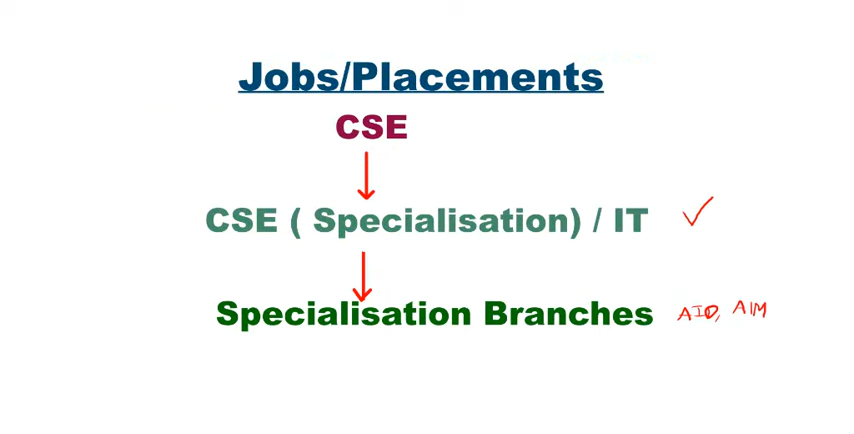 Jobs/Placements
CSE
CSE ( Specialisation) / IT
Specialisation Branches AID, AIM